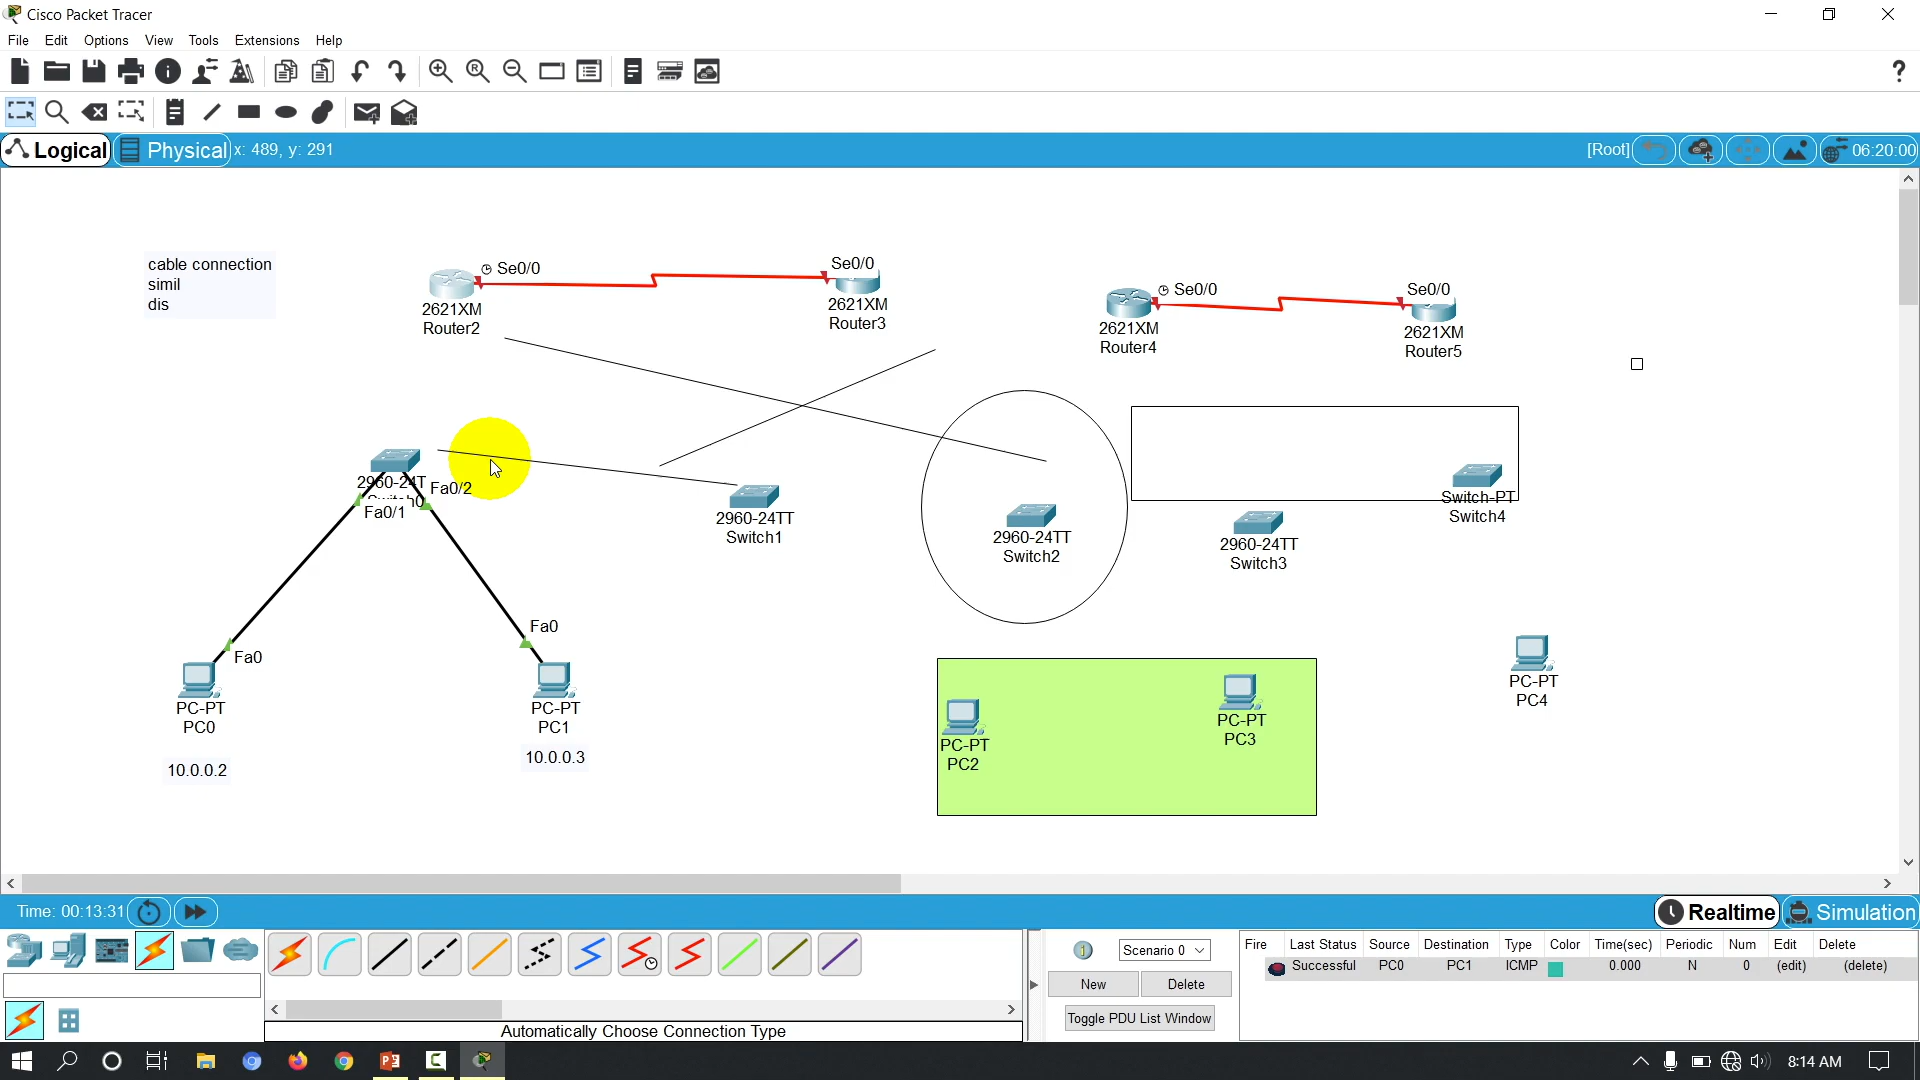 Cisco Packet Tracer
File Edit Options View Tools Extensions Help
Logical Physical x: 489, y: 291 [Root] 06:20:00
cable connection
simil
dis
Se0/0
2621XM
Router2
Se0/0
2621XM
Router3
Se0/0
2621XM
Router4
Se0/0
2621XM
Router5
2960-24T
Switch0
Fa0/2
Fa0/1
2960-24TT
Switch1
2960-24TT
Switch2
2960-24TT
Switch3
Switch-PT
Switch4
Fa0
Fa0
PC-PT
PC0
10.0.0.2
PC-PT
PC1
10.0.0.3
PC-PT
PC2
PC-PT
PC3
PC-PT
PC4
Time: 00:13:31 Realtime Simulation
Automatically Choose Connection Type
Scenario 0
New Delete
Toggle PDU List Window
Fire Last Status Source Destination Type Color Time(sec) Periodic Num Edit Delete
Successful PC0 PC1 ICMP 0.000 N 0 (edit) (delete)
8:14 AM